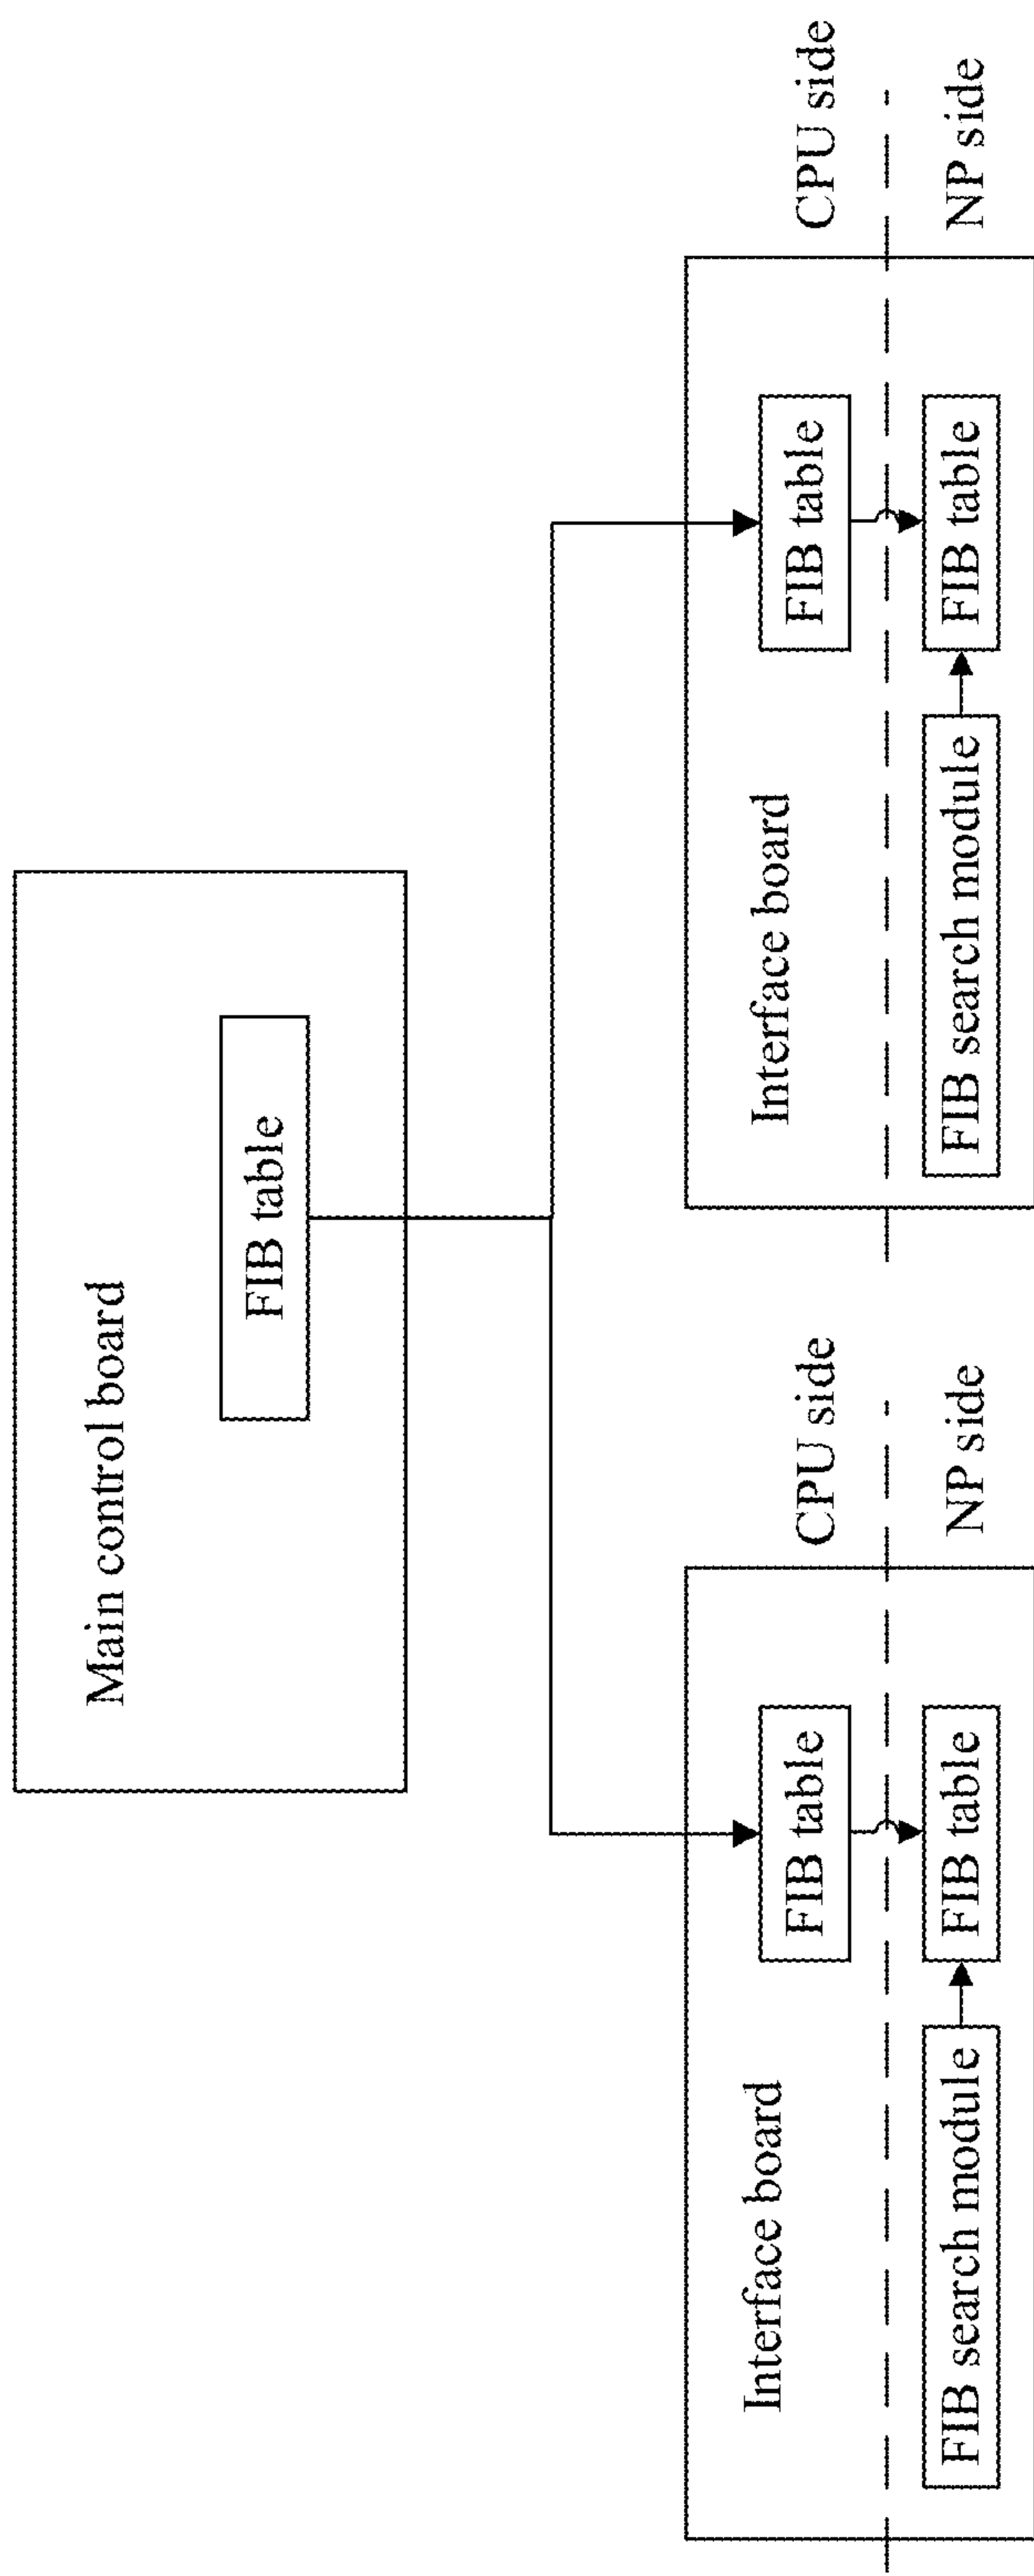 Main control board
FIB table
Interface board
FIB table
CPU side
FIB search module
FIB table
NP side
Interface board
FIB table
CPU side
FIB search module
FIB table
NP side